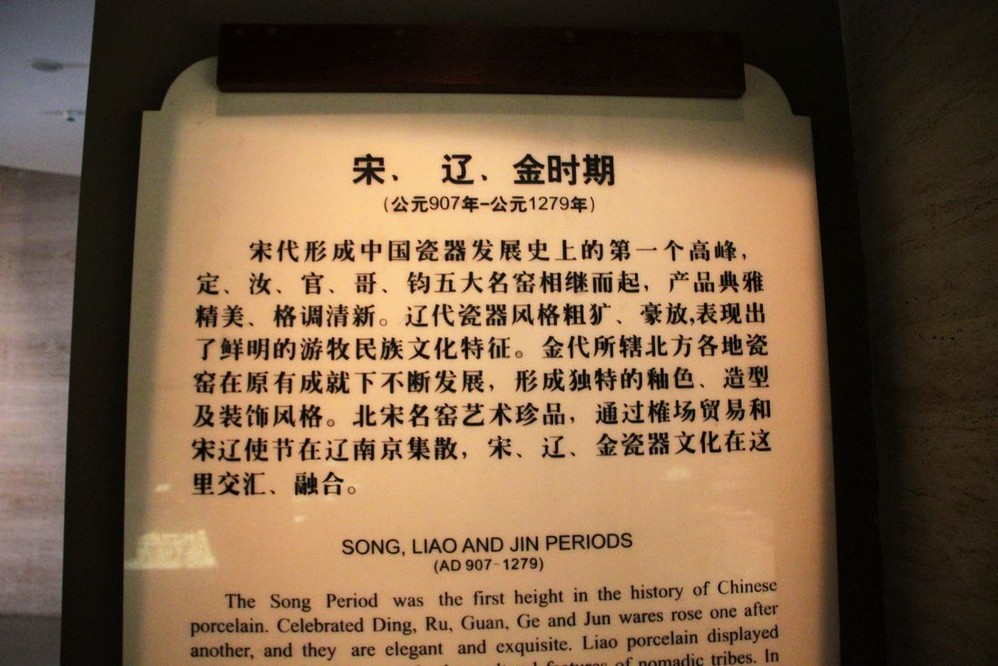 宋、辽、金时期
(公元907年-公元1279年)
宋代形成中国瓷器发展史上的第一个高峰，
定、汝、官、哥、钧五大名窑相继而起，产品典雅
精美、格调清新。辽代瓷器风格粗犷、豪放,表现出
了鲜明的游牧民族文化特征。金代所辖北方各地瓷
窑在原有成就下不断发展，形成独特的釉色、造型
及装饰风格。北宋名窑艺术珍品，通过榷场贸易和
宋辽使节在辽南京集散，宋、辽、金瓷器文化在这
里交汇、融合。
SONG, LIAO AND JIN PERIODS
(AD 907-1279)
The Song Period was the first height in the history of Chinese
porcelain. Celebrated Ding, Ru, Guan, Ge and Jun wares rose one after
another, and they are elegant and exquisite. Liao porcelain displayed
features of nomadic tribes. In